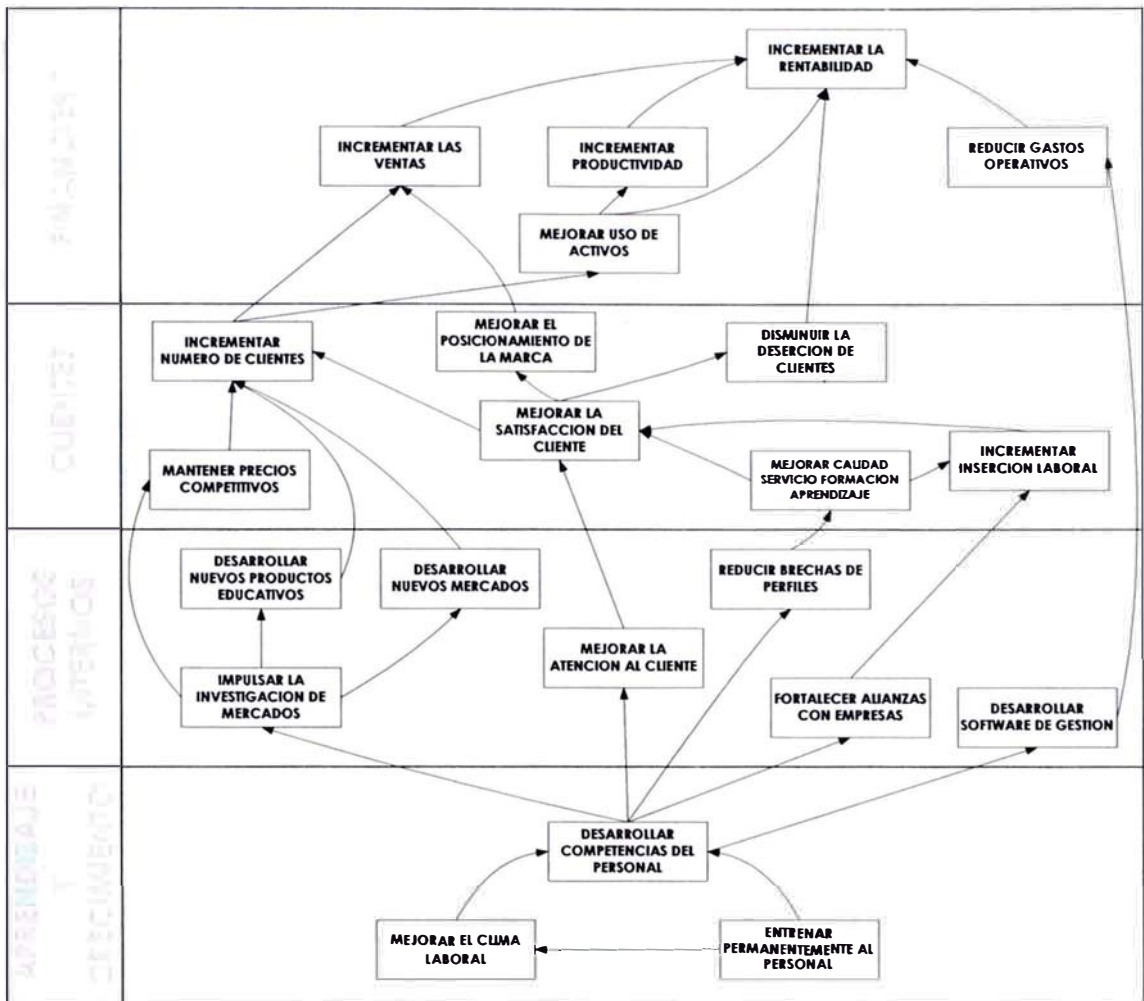 INCREMENTAR LA
RENTABILIDAD
INCREMENTAR LAS
VENTAS
INCREMENTAR
PRODUCTIVIDAD
REDUCIR GASTOS
OPERATIVOS
MEJORAR USO DE
ACTIVOS
INCREMENTAR
NUMERO DE CLIENTES
MEJORAR EL
POSICIONAMIENTO DE
LA MARCA
DISMINUIR LA
DESERCION DE
CLIENTES
MEJORAR LA
SATISFACCION DEL
CLIENTE
MANTENER PRECIOS
COMPETITIVOS
MEJORAR CALIDAD
SERVICIO FORMACION
APRENDIZAJE
INCREMENTAR
INSERCION LABORAL
PROCESOS
INTERNOS
DESARROLLAR
NUEVOS PRODUCTOS
EDUCATIVOS
DESARROLLAR
NUEVOS MERCADOS
REDUCIR BRECHAS DE
PERFILES
MEJORAR LA
ATENCION AL CLIENTE
IMPULSAR LA
INVESTIGACION DE
MERCADOS
FORTALECER ALIANZAS
CON EMPRESAS
DESARROLLAR
SOFTWARE DE GESTION
APRENDIZAJE
Y
CRECIMIENTO
DESARROLLAR
COMPETENCIAS DEL
PERSONAL
MEJORAR EL CLIMA
LABORAL
ENTRENAR
PERMANENTEMENTE AL
PERSONAL